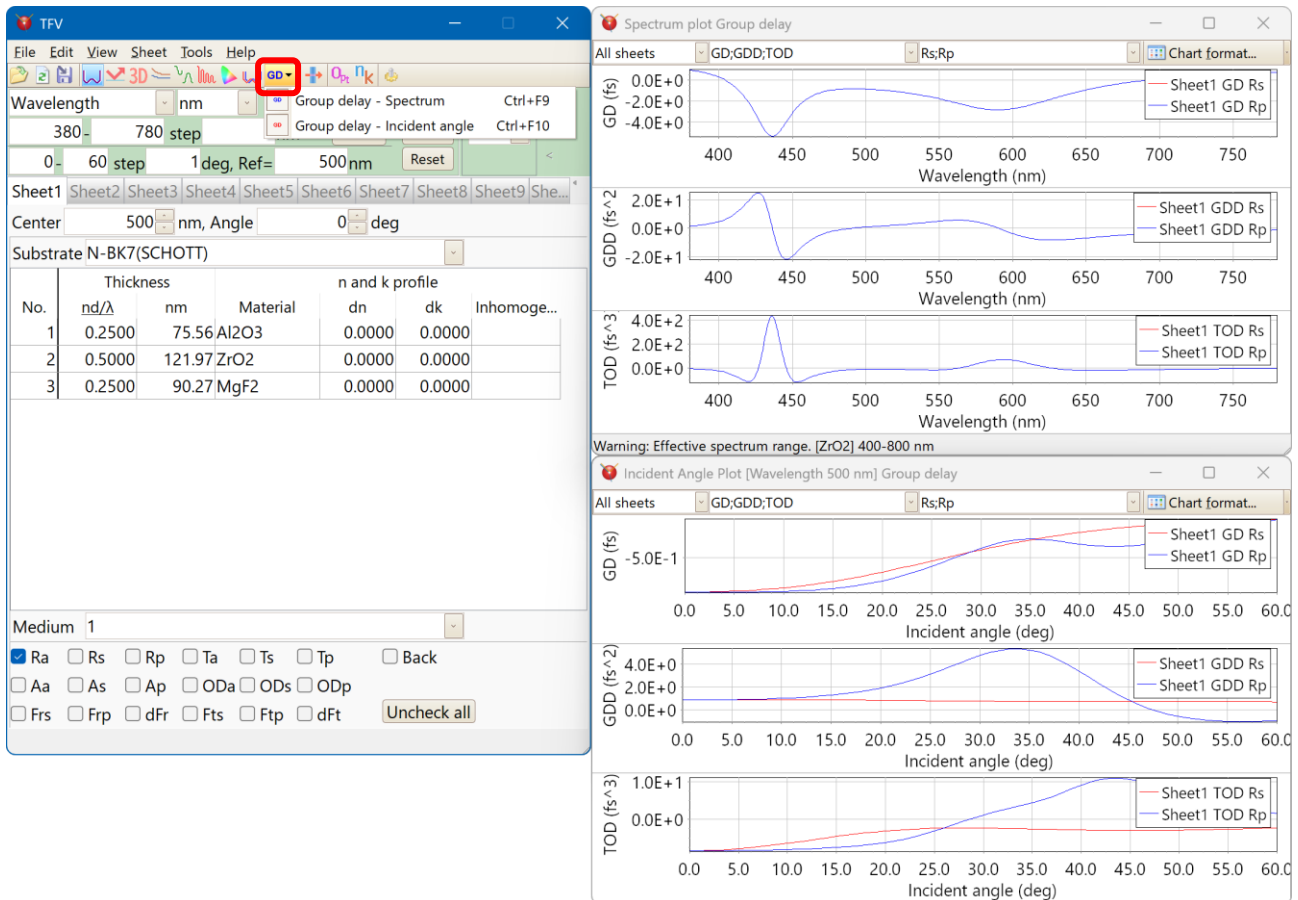 TFV
File Edit View Sheet Tools Help
3D GD Opt nk
Wavelength nm
Group delay - Spectrum Ctrl+F9
Group delay - Incident angle Ctrl+F10
380 - 780 step
0 - 60 step 1 deg, Ref= 500 nm Reset <
Sheet1 Sheet2 Sheet3 Sheet4 Sheet5 Sheet6 Sheet7 Sheet8 Sheet9 She...
Center 500 nm, Angle 0 deg
Substrate N-BK7(SCHOTT)
Thickness n and k profile
No. nd/λ nm Material dn dk Inhomoge...
1 0.2500 75.56 Al2O3 0.0000 0.0000
2 0.5000 121.97 ZrO2 0.0000 0.0000
3 0.2500 90.27 MgF2 0.0000 0.0000
Medium 1
Ra Rs Rp Ta Ts Tp Back
Aa As Ap ODa ODs ODp
Frs Frp dFr Fts Ftp dFt Uncheck all
Spectrum plot Group delay
All sheets GD;GDD;TOD Rs;Rp Chart format...
GD (fs)
0.0E+0
-2.0E+0
-4.0E+0
Sheet1 GD Rs
Sheet1 GD Rp
400 450 500 550 600 650 700 750
Wavelength (nm)
GDD (fs^2
2.0E+1
0.0E+0
-2.0E+1
Sheet1 GDD Rs
Sheet1 GDD Rp
400 450 500 550 600 650 700 750
Wavelength (nm)
TOD (fs^3
4.0E+2
2.0E+2
0.0E+0
Sheet1 TOD Rs
Sheet1 TOD Rp
400 450 500 550 600 650 700 750
Wavelength (nm)
Warning: Effective spectrum range. [ZrO2] 400-800 nm
Incident Angle Plot [Wavelength 500 nm] Group delay
All sheets GD;GDD;TOD Rs;Rp Chart format...
GD (fs)
-5.0E-1
Sheet1 GD Rs
Sheet1 GD Rp
0.0 5.0 10.0 15.0 20.0 25.0 30.0 35.0 40.0 45.0 50.0 55.0 60.0
Incident angle (deg)
GDD (fs^2)
4.0E+0
2.0E+0
0.0E+0
Sheet1 GDD Rs
Sheet1 GDD Rp
0.0 5.0 10.0 15.0 20.0 25.0 30.0 35.0 40.0 45.0 50.0 55.0 60.0
Incident angle (deg)
TOD (fs^3)
1.0E+1
0.0E+0
Sheet1 TOD Rs
Sheet1 TOD Rp
0.0 5.0 10.0 15.0 20.0 25.0 30.0 35.0 40.0 45.0 50.0 55.0 60.0
Incident angle (deg)